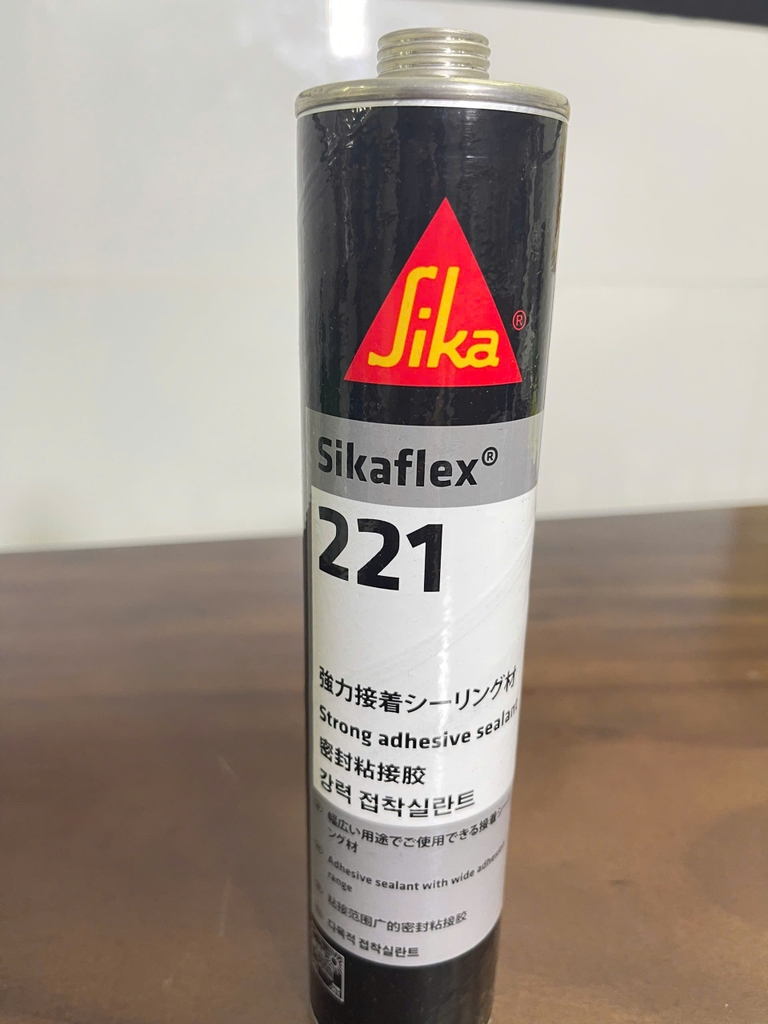 Sika®
Sikaflex®
221
強力接着シーリング材
Strong adhesive sealant
密封粘接胶
강력 접착실란트
幅広い用途でご使用できる接着シーリ
ング材
Adhesive sealant with wide adhesion
range
粘接范围广的密封粘接胶
다목적 접착실란트